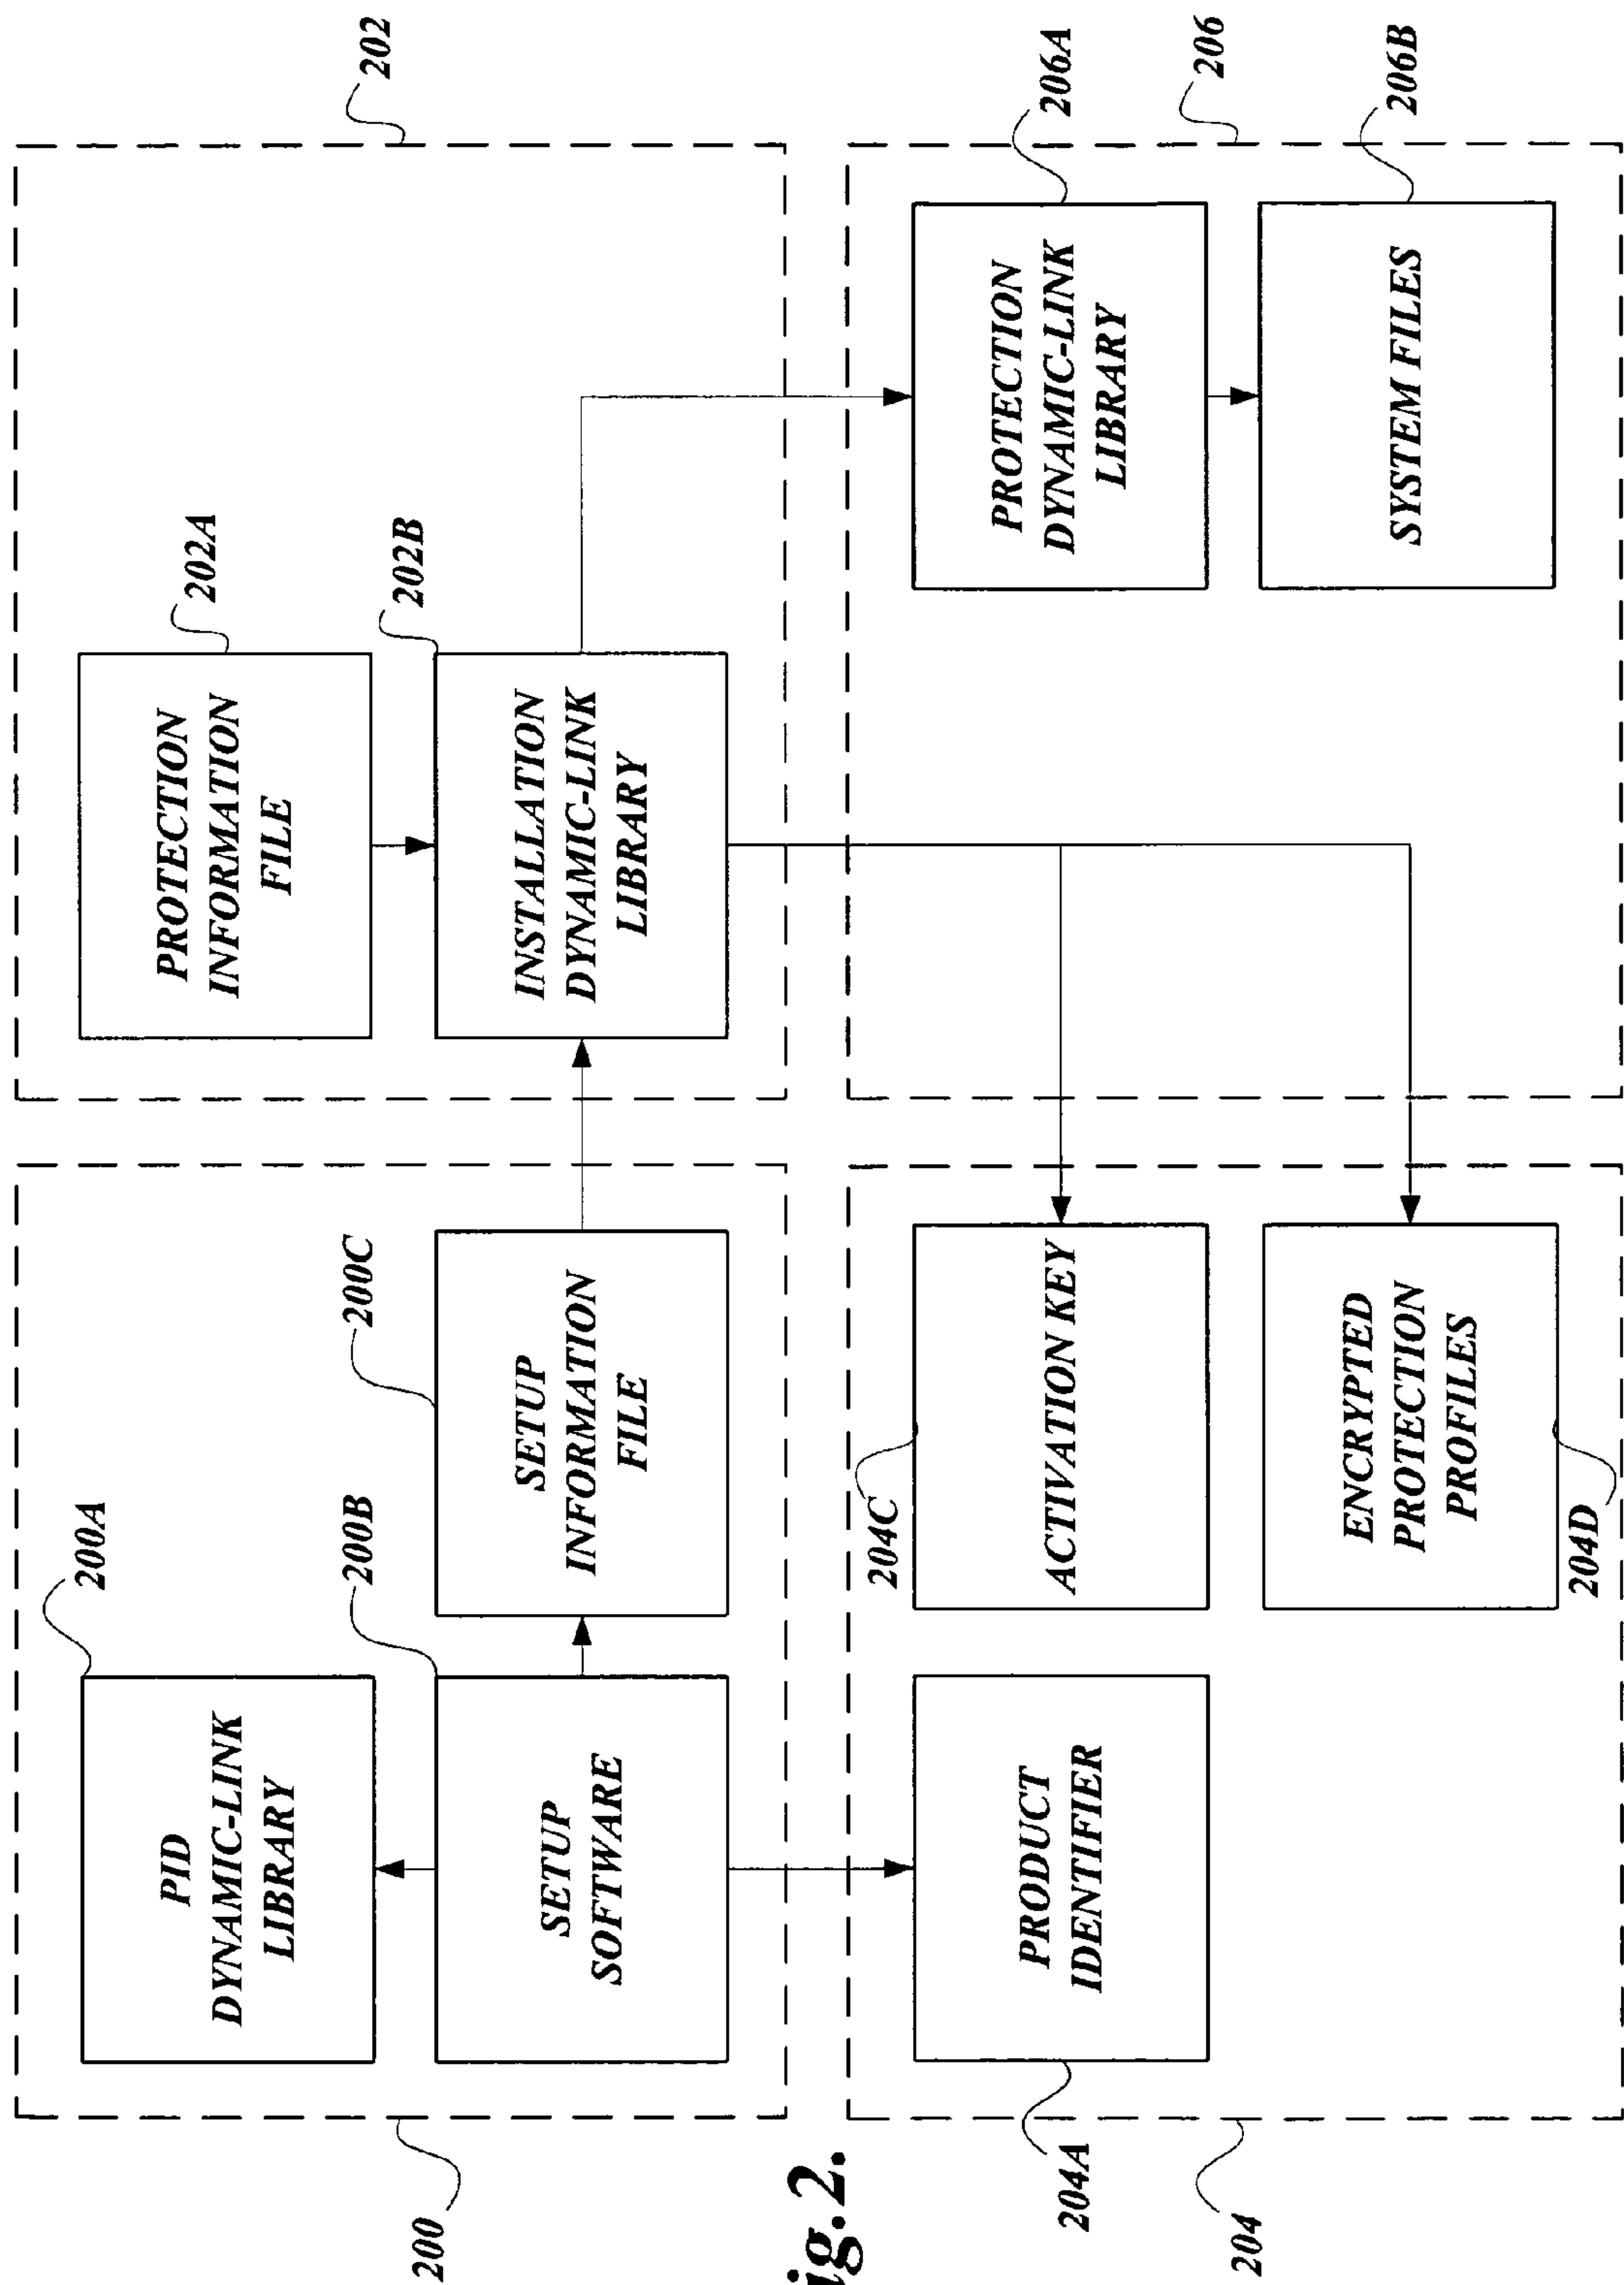 200
200A
PID
DYNAMIC-LINK
LIBRARY
200B
SETUP
SOFTWARE
200C
SETUP
INFORMATION
FILE
202
202A
PROTECTION
INFORMATION
FILE
202B
INSTALLATION
DYNAMIC-LINK
LIBRARY
204
204A
PRODUCT
IDENTIFIER
204C
ACTIVATION KEY
204D
ENCRYPTED
PROTECTION
PROFILES
206
206A
PROTECTION
DYNAMIC-LINK
LIBRARY
206B
SYSTEM FILES
ig.2.